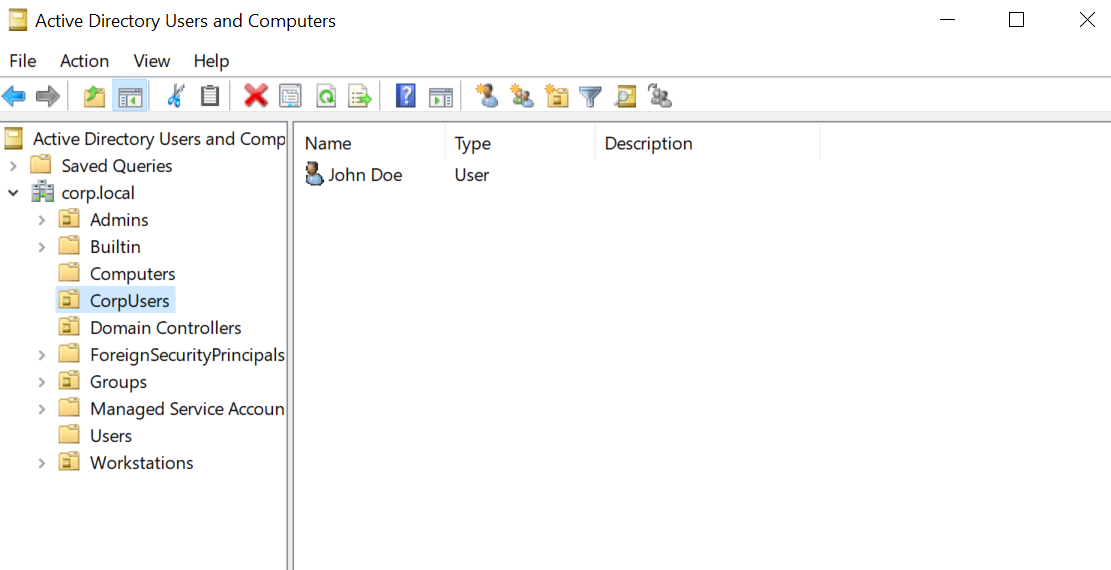 Active Directory Users and Computers
File Action View Help
Active Directory Users and Comp
Saved Queries
corp.local
Admins
Builtin
Computers
CorpUsers
Domain Controllers
ForeignSecurityPrincipals
Groups
Managed Service Accoun
Users
Workstations
Name Type Description
John Doe User